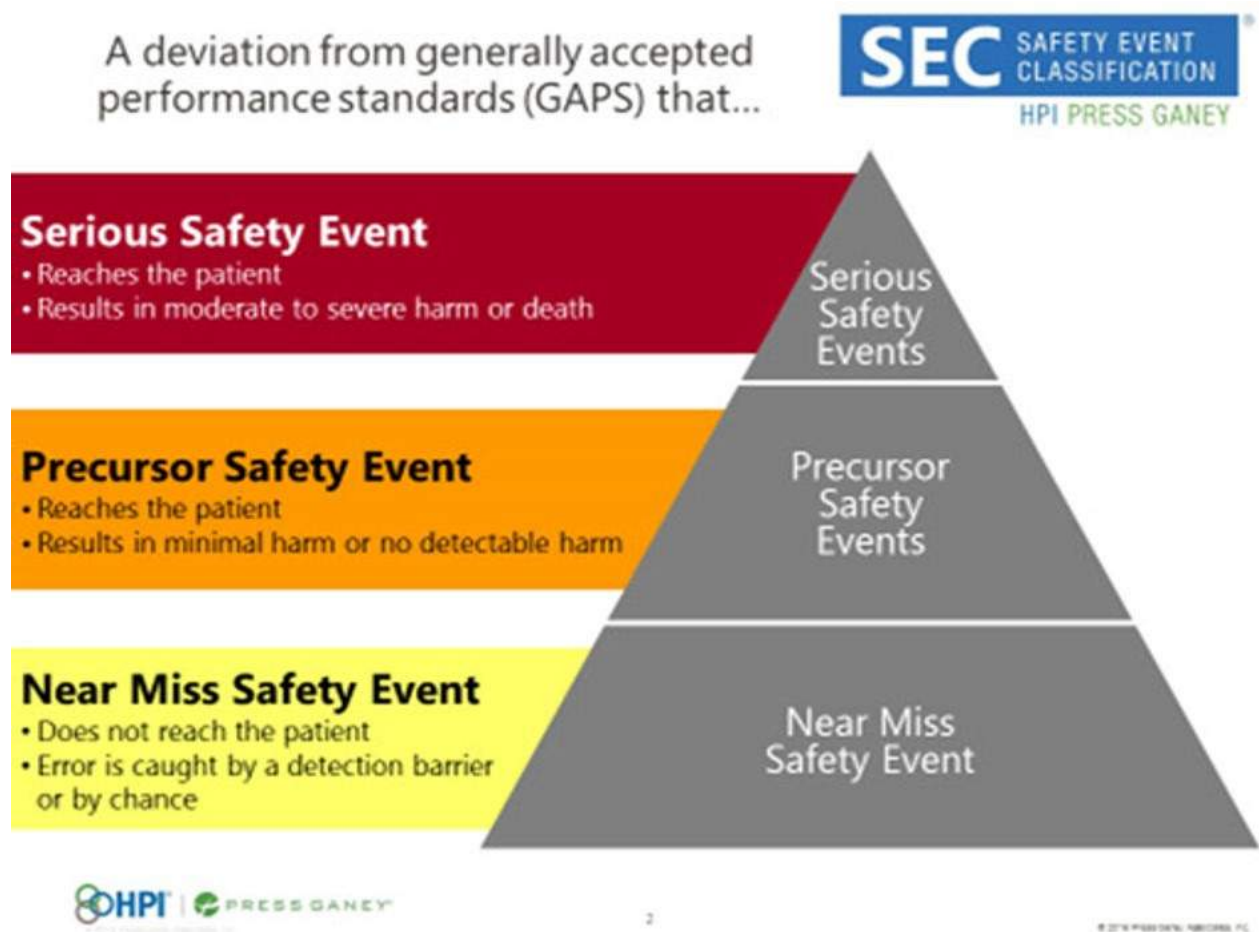 A deviation from generally accepted
performance standards (GAPS) that...
SEC SAFETY EVENT
CLASSIFICATION
®
HPI PRESS GANEY
Serious Safety Event
• Reaches the patient
• Results in moderate to severe harm or death
Serious
Safety
Events
Precursor Safety Event
• Reaches the patient
• Results in minimal harm or no detectable harm
Precursor
Safety
Events
Near Miss Safety Event
• Does not reach the patient
• Error is caught by a detection barrier
or by chance
Near Miss
Safety Event
HPI PRESS GANEY
2